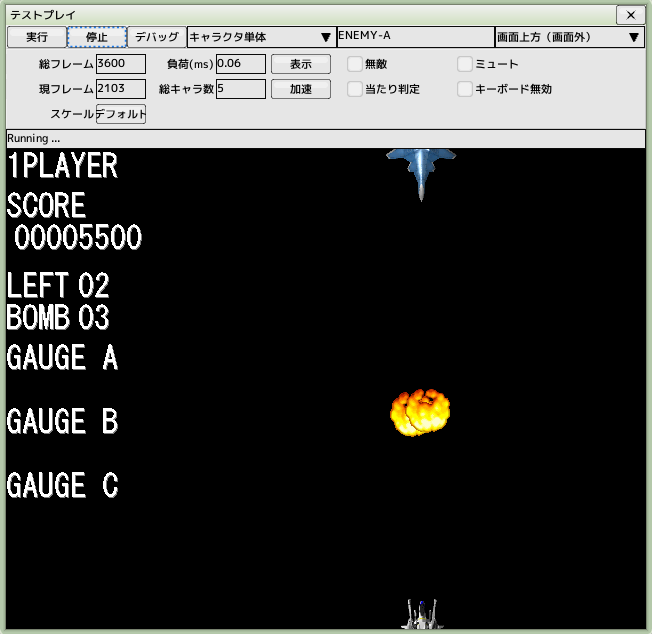 テストプレイ
実行 停止 デバッグ キャラクタ単体 ENEMY-A 画面上方（画面外）
総フレーム 3600 負荷(ms) 0.06 表示 無敵 ミュート
現フレーム 2103 総キャラ数 5 加速 当たり判定 キーボード無効
スケール デフォルト
Running ...
1PLAYER
SCORE
00005500
LEFT 02
BOMB 03
GAUGE A
GAUGE B
GAUGE C